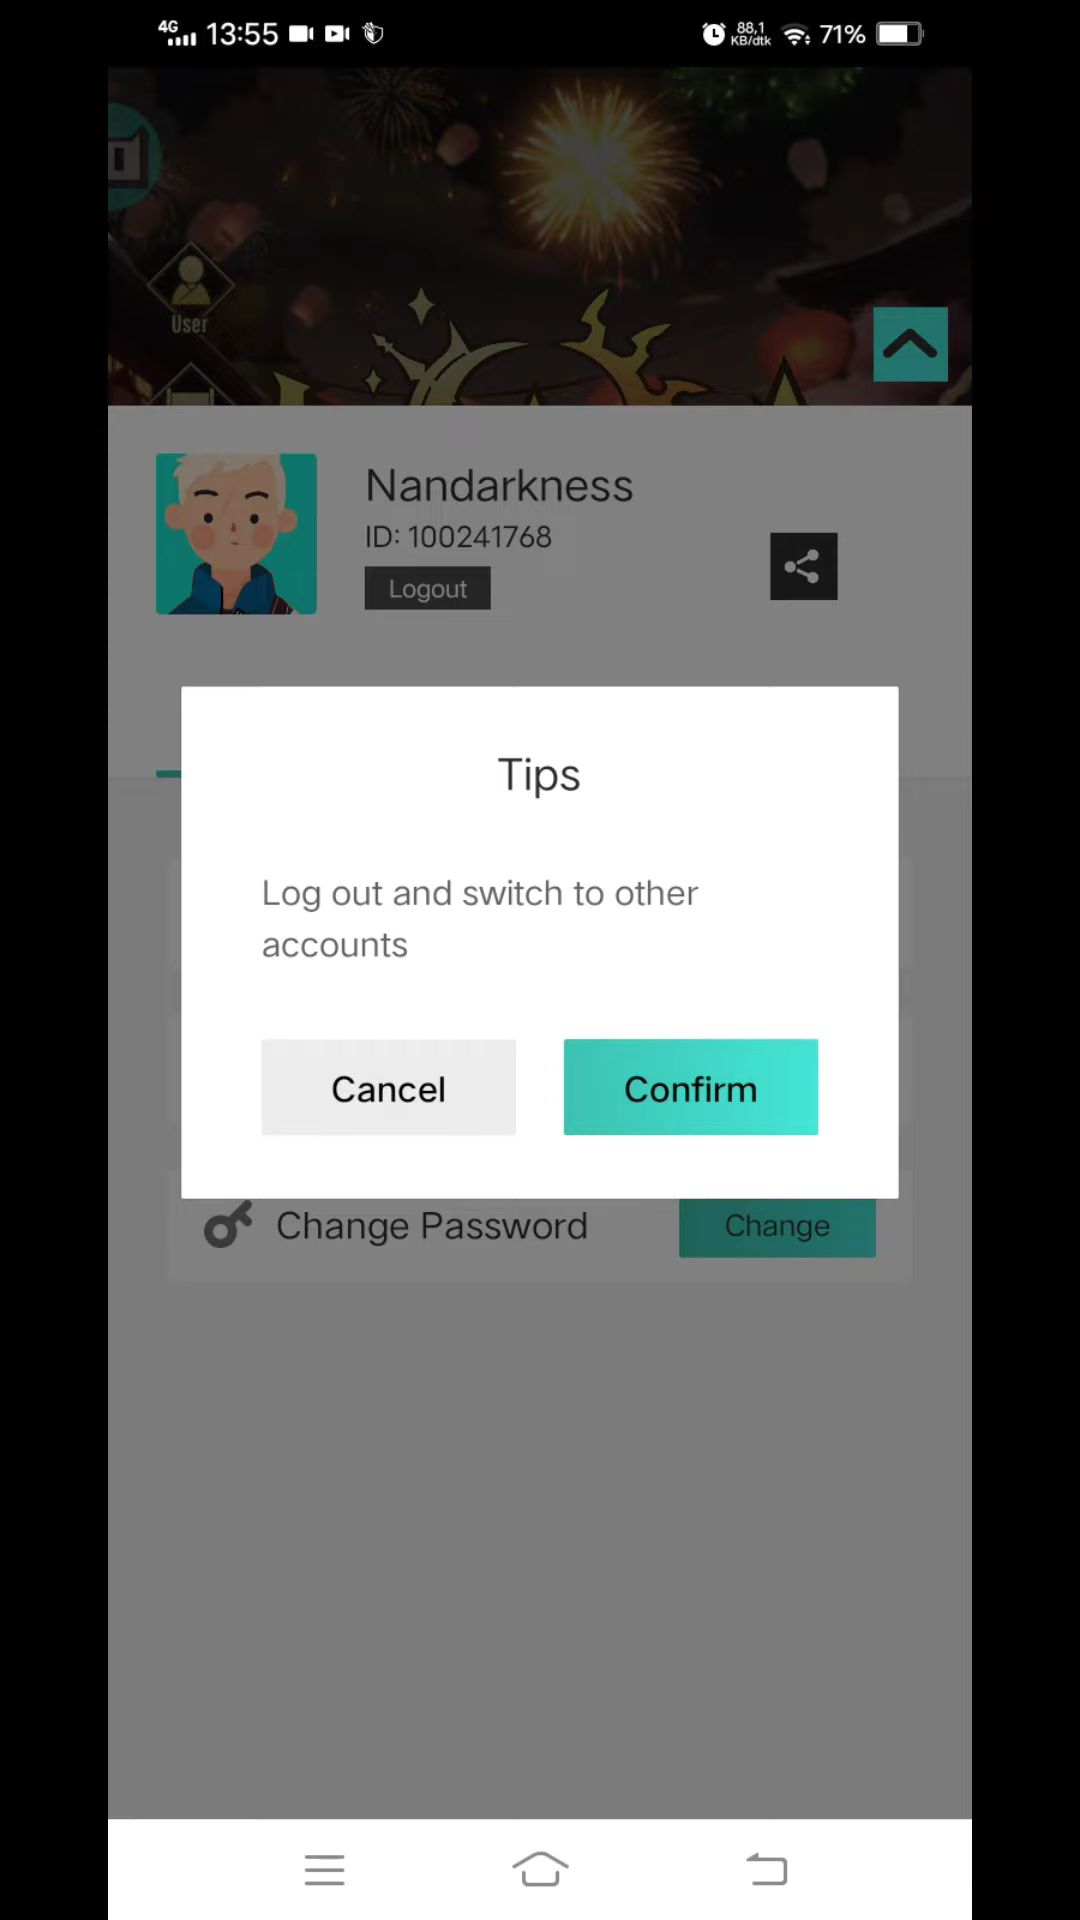 4G 13:55 88,1 KB/dtk 71%
User
Nandarkness
ID: 100241768
Logout
Tips
Log out and switch to other
accounts
Cancel Confirm
Change Password Change